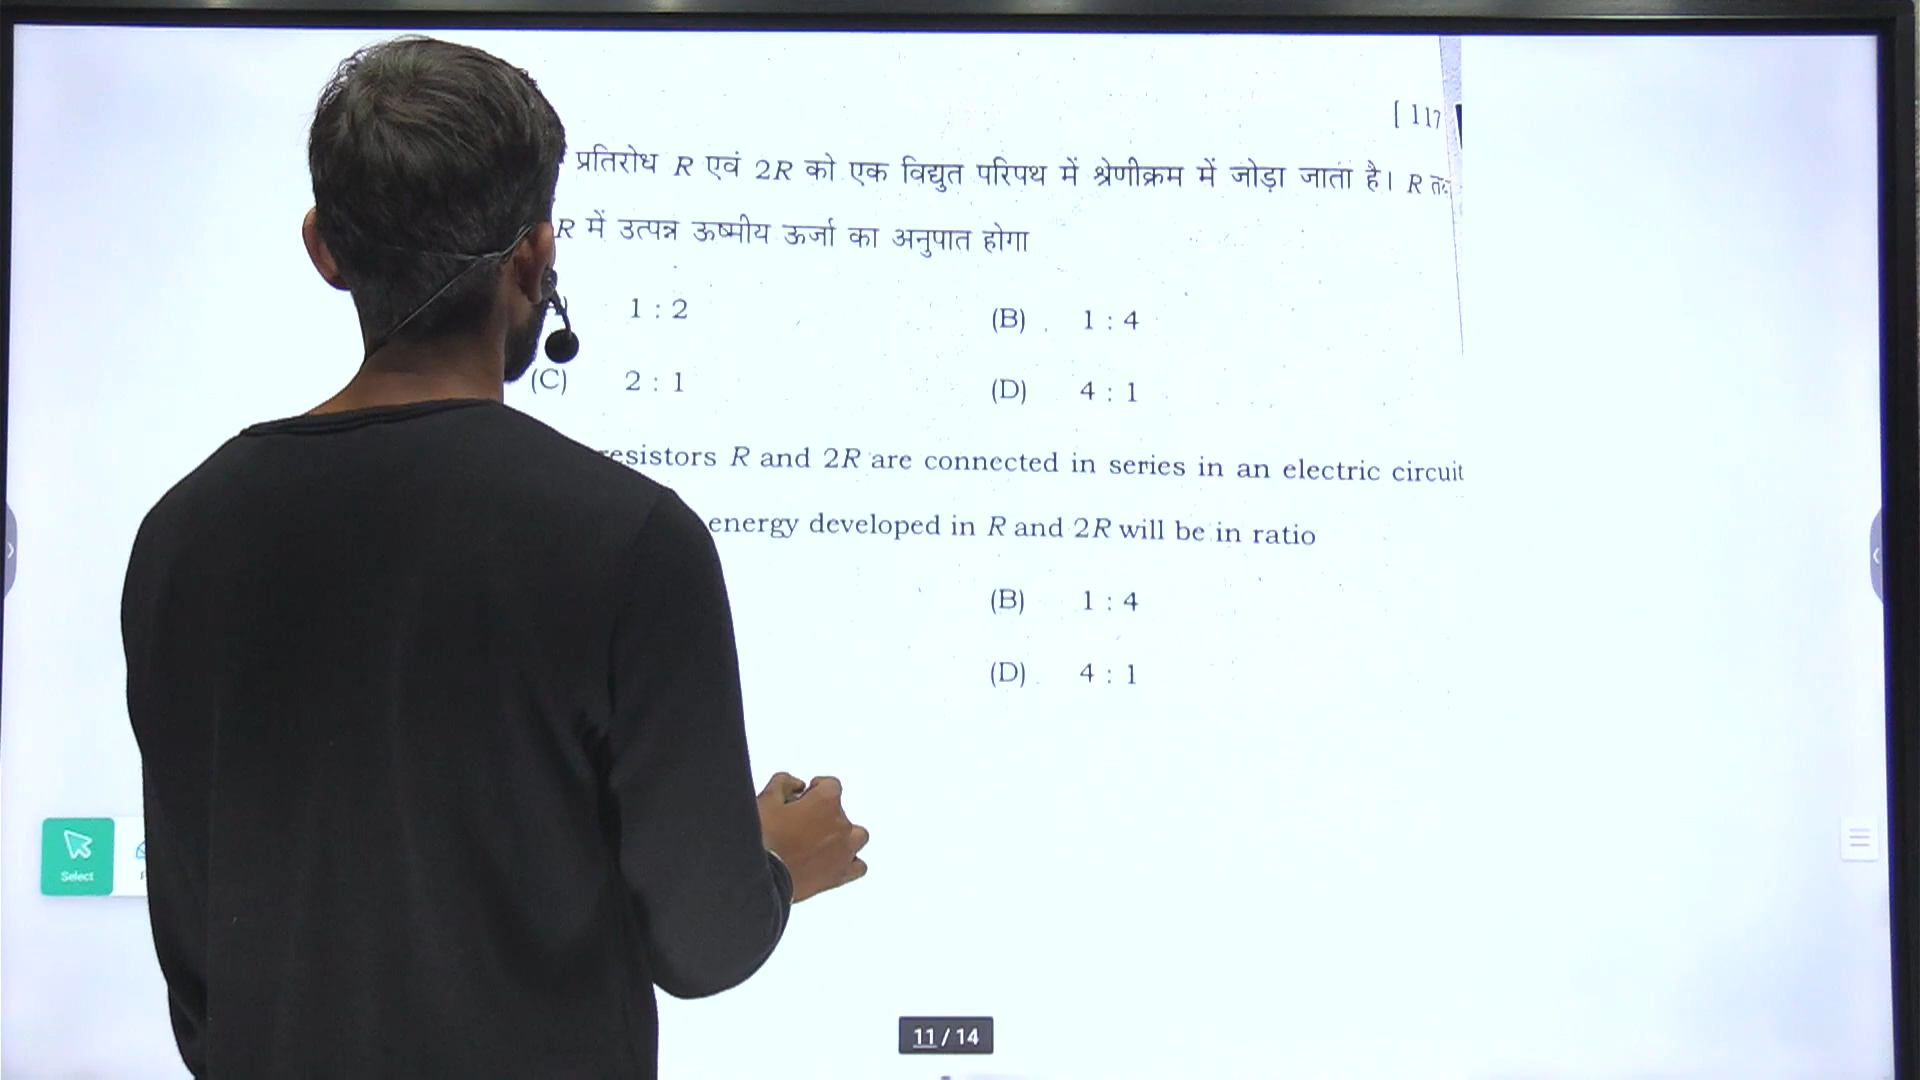 [ 117
प्रतिरोध R एवं 2R को एक विद्युत परिपथ में श्रेणीक्रम में जोड़ा जाता है। R
R में उत्पन्न ऊष्मीय ऊर्जा का अनुपात होगा
1 : 2 (B) 1 : 4
(C) 2 : 1 (D) 4 : 1
resistors R and 2R are connected in series in an electric circuit
energy developed in R and 2R will be in ratio
(B) 1 : 4
(D) 4 : 1
Select
11 / 14